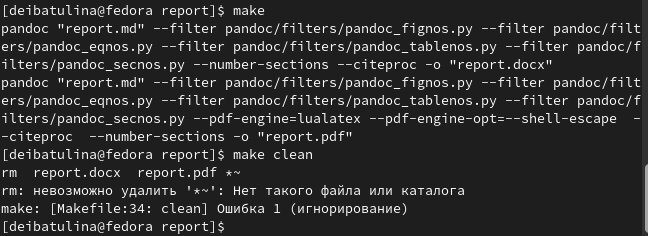 [deibatulina@fedora report]$ make
pandoc "report.md" --filter pandoc/filters/pandoc_fignos.py --filter pandoc/filt
ers/pandoc_eqnos.py --filter pandoc/filters/pandoc_tablenos.py --filter pandoc/f
ilters/pandoc_secnos.py --number-sections --citeproc -o "report.docx"
pandoc "report.md" --filter pandoc/filters/pandoc_fignos.py --filter pandoc/filt
ers/pandoc_eqnos.py --filter pandoc/filters/pandoc_tablenos.py --filter pandoc/f
ilters/pandoc_secnos.py --pdf-engine=lualatex --pdf-engine-opt=--shell-escape  -
-citeproc  --number-sections -o "report.pdf"
[deibatulina@fedora report]$ make clean
rm  report.docx  report.pdf *~
rm: невозможно удалить '*~': Нет такого файла или каталога
make: [Makefile:34: clean] Ошибка 1 (игнорирование)
[deibatulina@fedora report]$